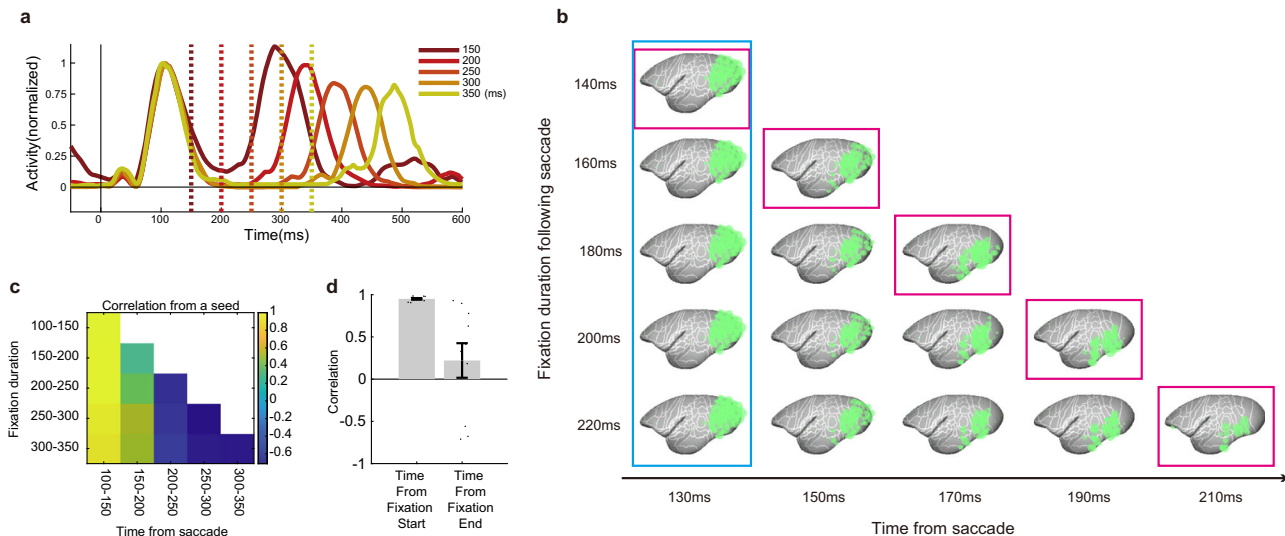 a
Activity(normalized)
1
0.75
0.5
0.25
0
0
100
200
300
400
500
600
Time(ms)
150
200
250
300
350 (ms)
b
Fixation duration following saccade
140ms
160ms
180ms
200ms
220ms
130ms
150ms
170ms
190ms
210ms
Time from saccade
c
Correlation from a seed
Fixation duration
100-150
150-200
200-250
250-300
300-350
1
0.8
0.6
0.4
0.2
0
-0.2
-0.4
-0.6
100-150
150-200
200-250
250-300
300-350
Time from saccade
d
Correlation
1
0.5
0
-0.5
-1
Time
From
Fixation
Start
Time
From
Fixation
End